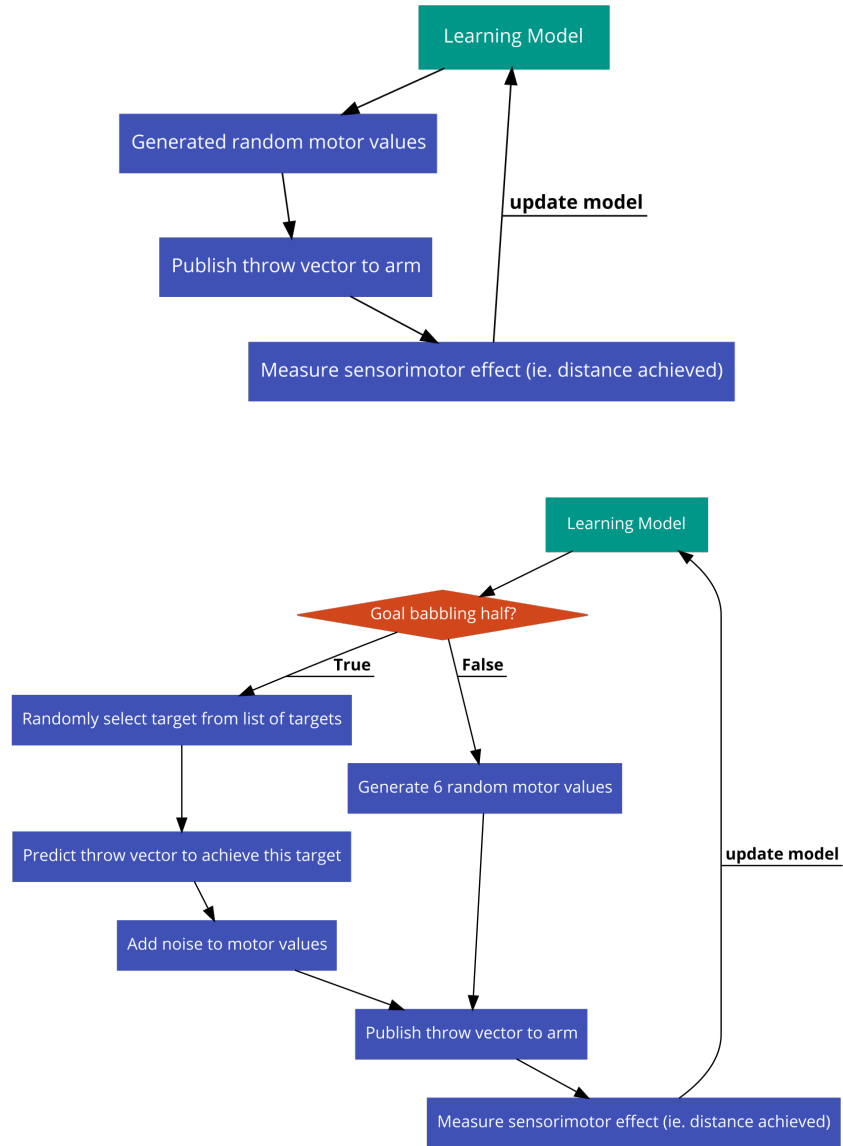 Learning Model
Generated random motor values
update model
Publish throw vector to arm
Measure sensorimotor effect (ie. distance achieved)
Learning Model
Goal babbling half?
True
False
Randomly select target from list of targets
Generate 6 random motor values
Predict throw vector to achieve this target
update model
Add noise to motor values
Publish throw vector to arm
Measure sensorimotor effect (ie. distance achieved)